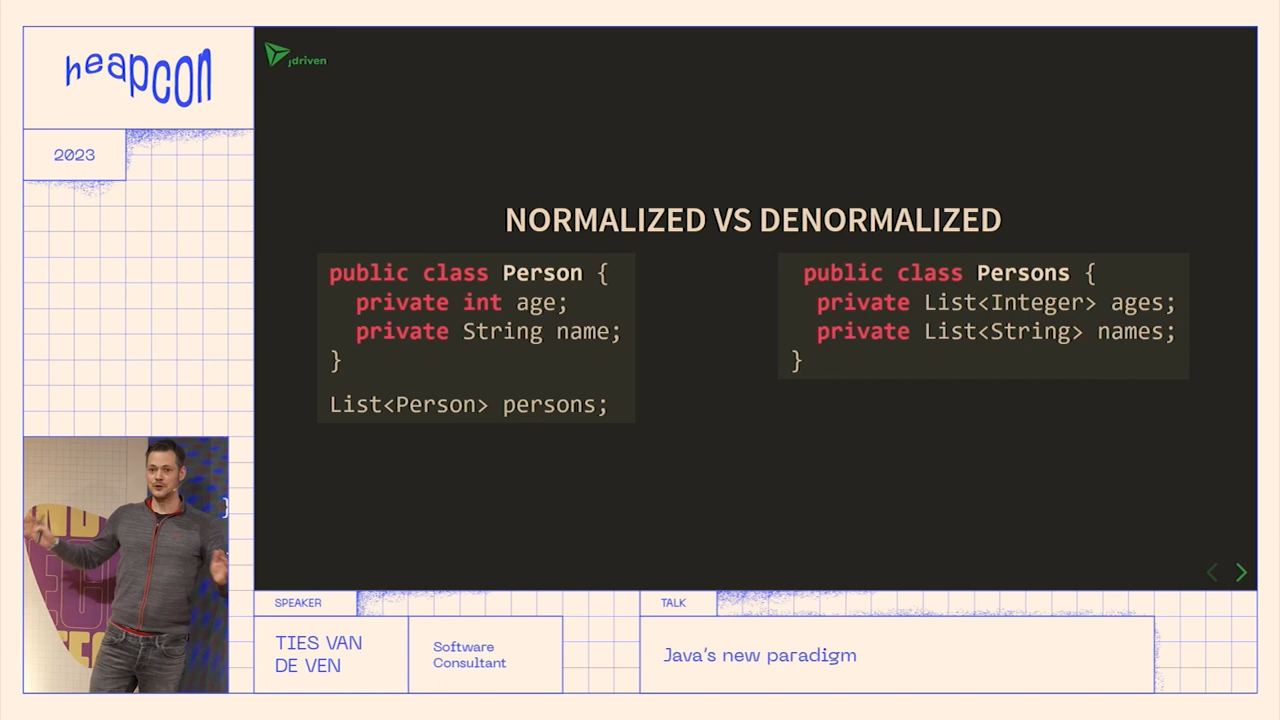 heapcon
2023
jdriven
NORMALIZED VS DENORMALIZED
public class Person {
  private int age;
  private String name;
}
List<Person> persons;
public class Persons {
  private List<Integer> ages;
  private List<String> names;
}
SPEAKER
TIES VAN
DE VEN
Software
Consultant
TALK
Java's new paradigm